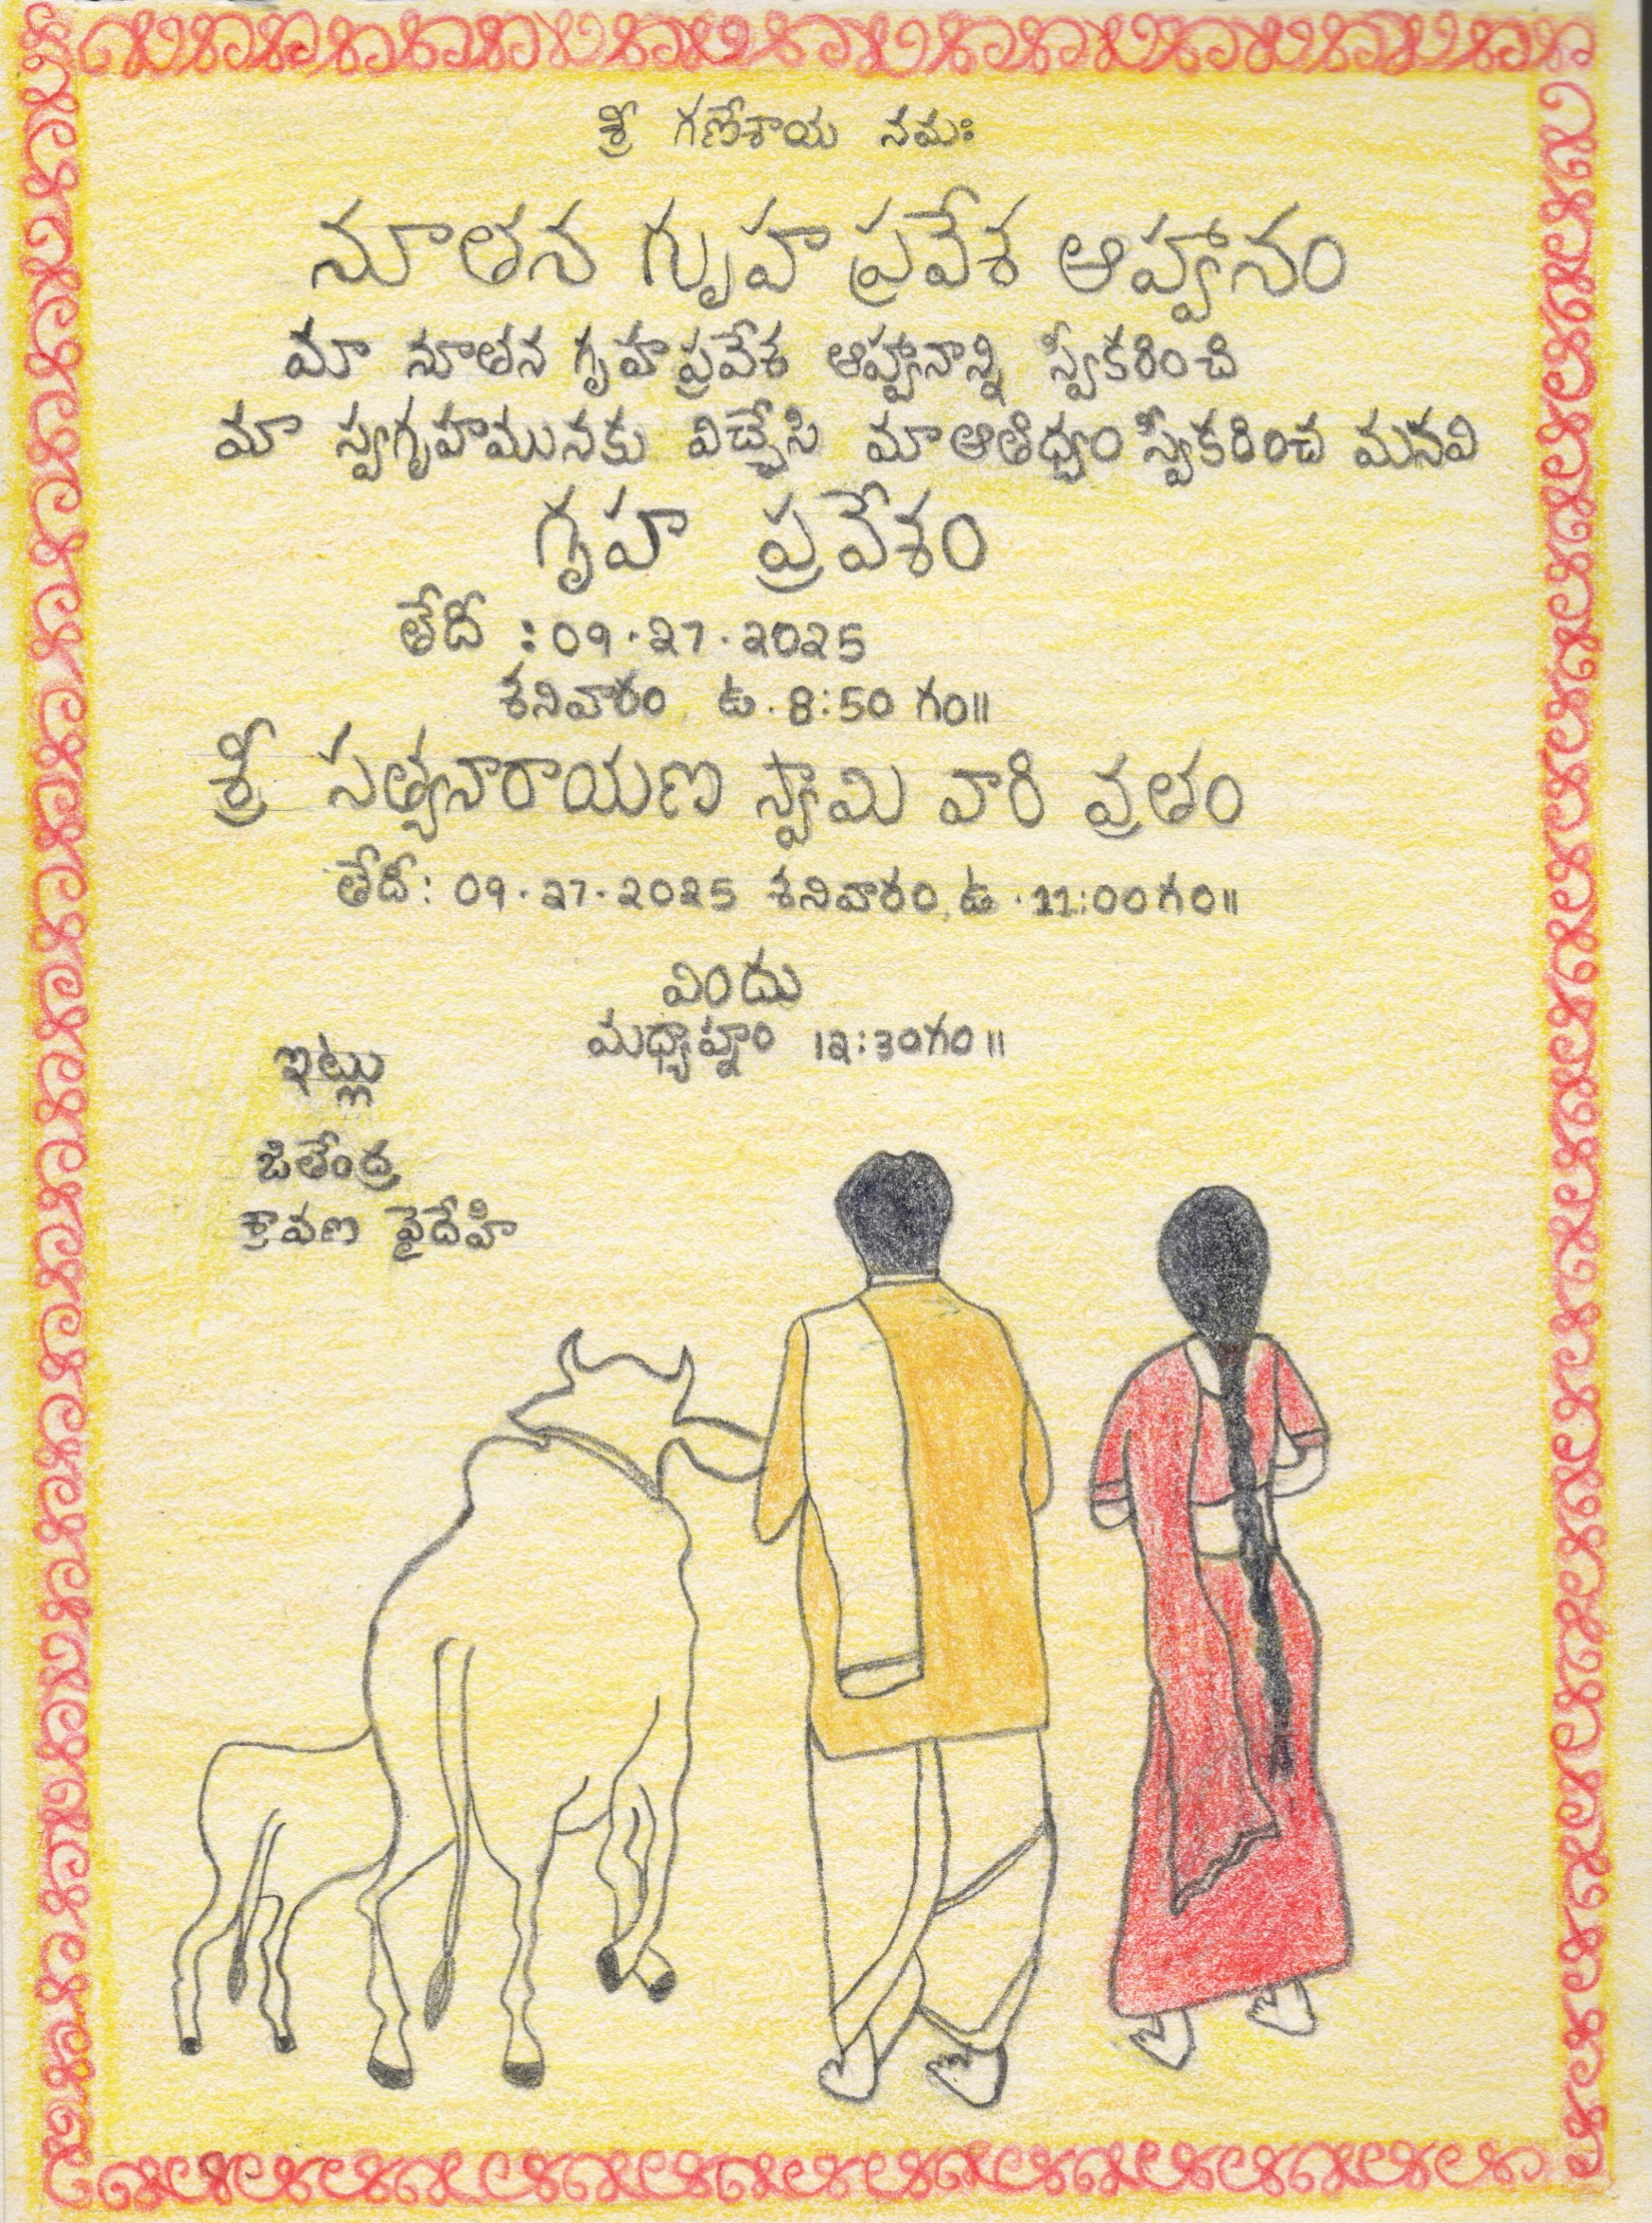 శ్రీ గణేశాయ నమః
నూతన గృహ ప్రవేశ ఆహ్వానం
మా నూతన గృహ ప్రవేశ ఆహ్వానాన్ని స్వీకరించి
మా స్వగృహమునకు విచ్చేసి మా ఆతిథ్యం స్వీకరించ మనవి
గృహ ప్రవేశం
తేదీ : 09.27.2025
శనివారం, ఉ. 8:50 గం॥
శ్రీ సత్యనారాయణ స్వామి వారి వ్రతం
తేదీ: 09.27.2025 శనివారం, ఉ. 11:00 గం॥
విందు
మధ్యాహ్నం 12:30 గం॥
ఇట్లు
జితేంద్ర
శ్రావణ వైదేహి